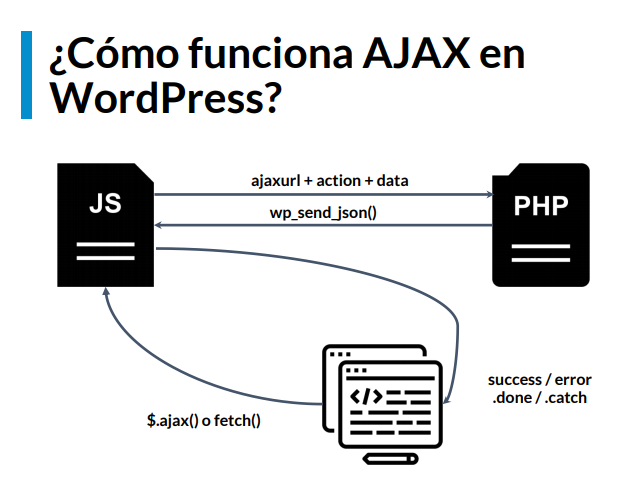 ¿Cómo funciona AJAX en
WordPress?
JS
ajaxurl + action + data
wp_send_json()
PHP
</>
success / error
.done / .catch
$.ajax() o fetch()